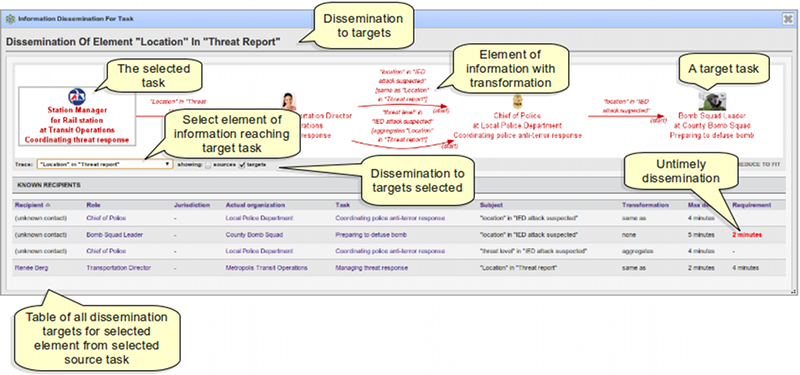 Information Dissemination For Task
Dissemination Of Element "Location" In "Threat Report"
Dissemination
to targets
The selected
task
Element of
information with
transformation
A target task
Station Manager
for Rail station
at Transit Operations
Coordinating threat response
"Location" in "Threat
ortation Director
rations
response
"location" in "IED
attack suspected"
[same as "Location"
in "Threat report"]
(start)
"threat level" in
"IED attack suspected"
[aggregates "Location"
in "Threat report"]
(start)
Chief of Police
at Local Police Department
Coordinating police anti-terror response
"location" in "IED
attack suspected"
(start)
Bomb Squad Leader
at County Bomb Squad
Preparing to defuse bomb
Select element of
information reaching
target task
Dissemination to
targets selected
Untimely
dissemination
Trace: "Location" in "Threat report" showing: sources targets
REDUCE TO FIT
KNOWN RECIPIENTS
Recipient Role Jurisdiction Actual organization Task Subject Transformation Max de Requirement
(unknown contact) Chief of Police - Local Police Department Coordinating police anti-terror response "location" in "IED attack suspected" same as 4 minutes
(unknown contact) Bomb Squad Leader - County Bomb Squad Preparing to defuse bomb "location" in "IED attack suspected" none 5 minutes 2 minutes
(unknown contact) Chief of Police - Local Police Department Coordinating police anti-terror response "threat level" in "IED attack suspected" aggregates 4 minutes -
Renée Berg Transportation Director - Metropolis Transit Operations Managing threat response "Location" in "Threat report" same as 2 minutes 4 minutes
Table of all dissemination
targets for selected
element from selected
source task